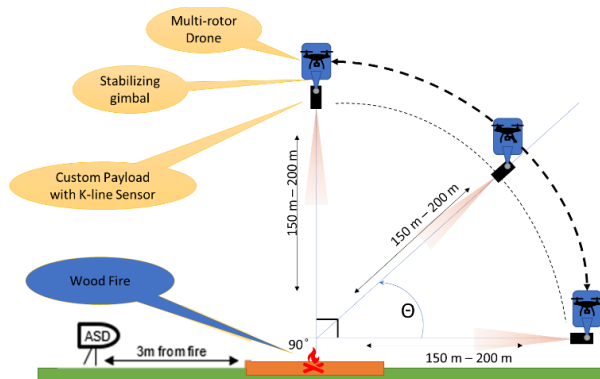 Multi-rotor
Drone
Stabilizing
gimbal
Custom Payload
with K-line Sensor
150 m – 200 m
150 m – 200 m
Wood Fire
Θ
ASD
3m from fire
90°
150 m – 200 m